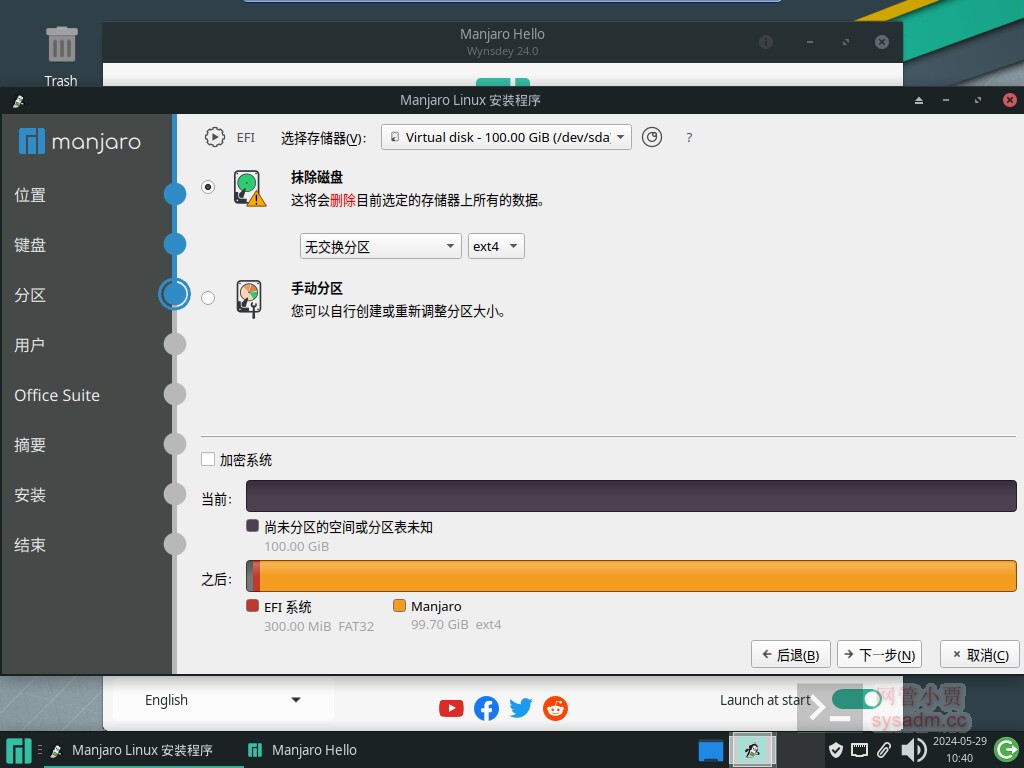 Manjaro Hello
Wynsdey 24.0
Trash
Manjaro Linux 安装程序
manjaro
EFI 选择存储器(V): Virtual disk - 100.00 GiB (/dev/sda ?
抹除磁盘
这将会删除目前选定的存储器上所有的数据。
无交换分区 ext4
手动分区
您可以自行创建或重新调整分区大小。
位置
键盘
分区
用户
Office Suite
摘要
安装
结束
加密系统
当前:
尚未分区的空间或分区表未知
100.00 GiB
之后:
EFI 系统 Manjaro
300.00 MiB FAT32 99.70 GiB ext4
后退(B) 下一步(N) 取消(C)
English Launch at start
网管小贾
sysadm.cc
Manjaro Linux 安装程序 Manjaro Hello
2024-05-29
10:40